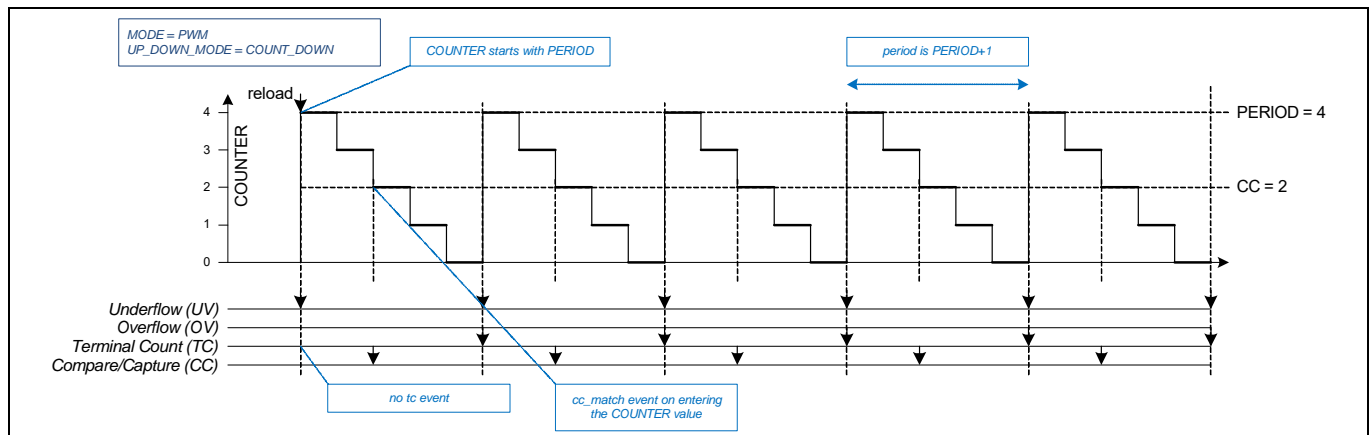 MODE = PWM
UP_DOWN_MODE = COUNT_DOWN
COUNTER starts with PERIOD
period is PERIOD+1
reload
4
3
2
1
0
COUNTER
PERIOD = 4
CC = 2
Underflow (UV)
Overflow (OV)
Terminal Count (TC)
Compare/Capture (CC)
no tc event
cc_match event on entering
the COUNTER value